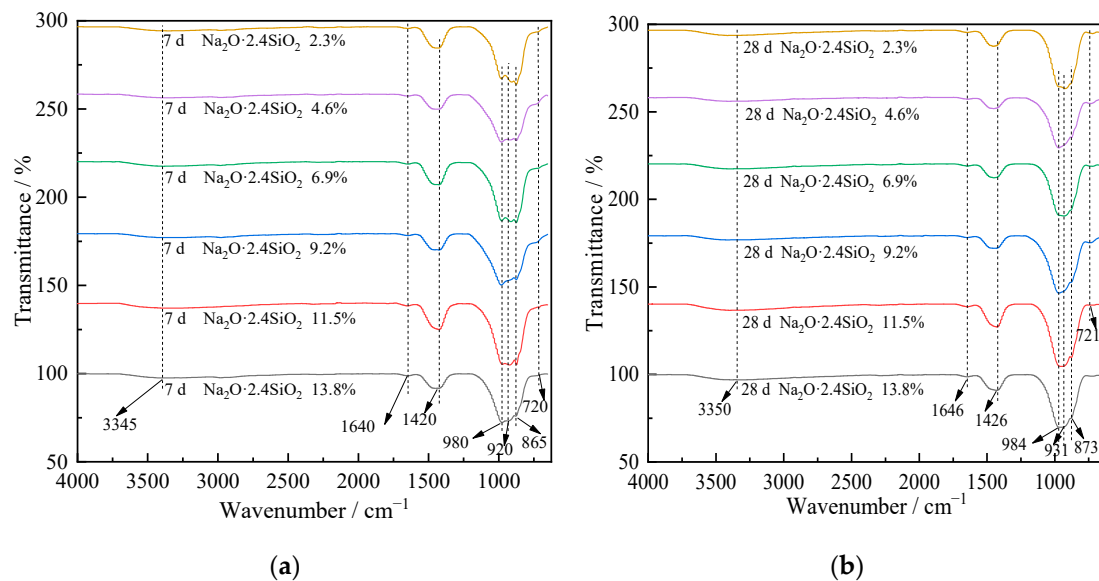 300
7 d Na₂O·2.4SiO₂ 2.3%
250
7 d Na₂O·2.4SiO₂ 4.6%
200
7 d Na₂O·2.4SiO₂ 6.9%
7 d Na₂O·2.4SiO₂ 9.2%
150
7 d Na₂O·2.4SiO₂ 11.5%
100
7 d Na₂O·2.4SiO₂ 13.8%
3345
1640
1420
980
920
865
720
50
4000 3500 3000 2500 2000 1500 1000
Transmittance / %
Wavenumber / cm⁻¹
(a)
300
28 d Na₂O·2.4SiO₂ 2.3%
250
28 d Na₂O·2.4SiO₂ 4.6%
200
28 d Na₂O·2.4SiO₂ 6.9%
28 d Na₂O·2.4SiO₂ 9.2%
150
28 d Na₂O·2.4SiO₂ 11.5%
721
100
28 d Na₂O·2.4SiO₂ 13.8%
3350
1646
1426
984
931
873
50
4000 3500 3000 2500 2000 1500 1000
Transmittance / %
Wavenumber / cm⁻¹
(b)